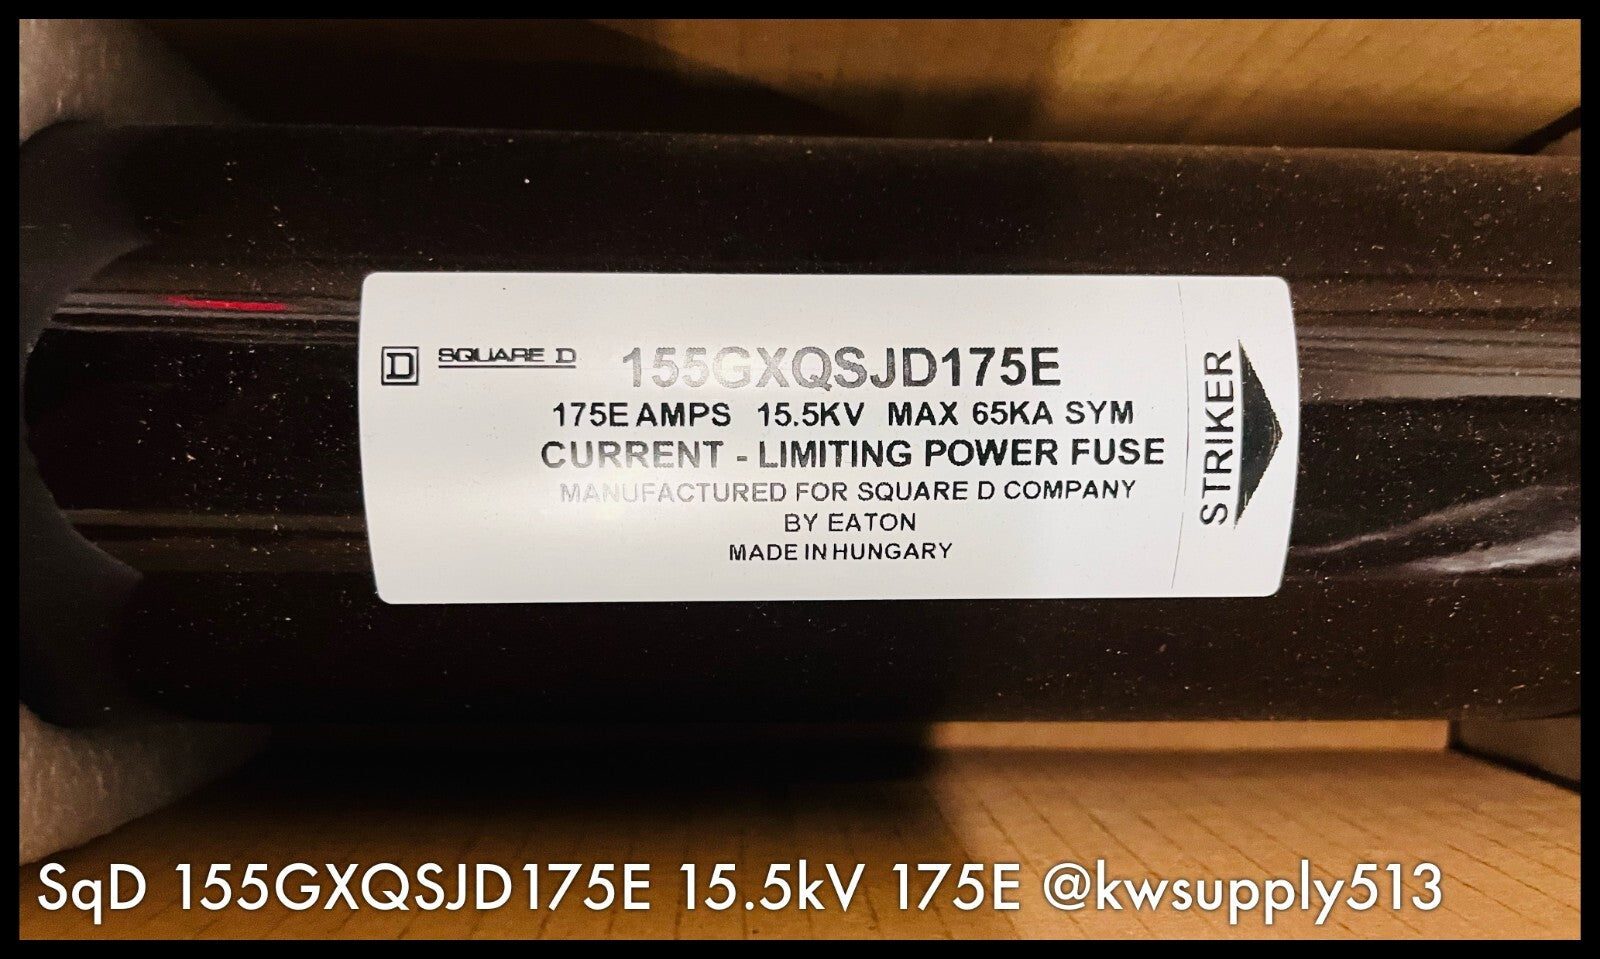 D SQUARE D 155GXQSJD175E
175E AMPS 15.5KV MAX 65KA SYM
CURRENT - LIMITING POWER FUSE
MANUFACTURED FOR SQUARE D COMPANY
BY EATON
MADE IN HUNGARY
STRIKER
SqD 155GXQSJD175E 15.5kV 175E @kwsupply513